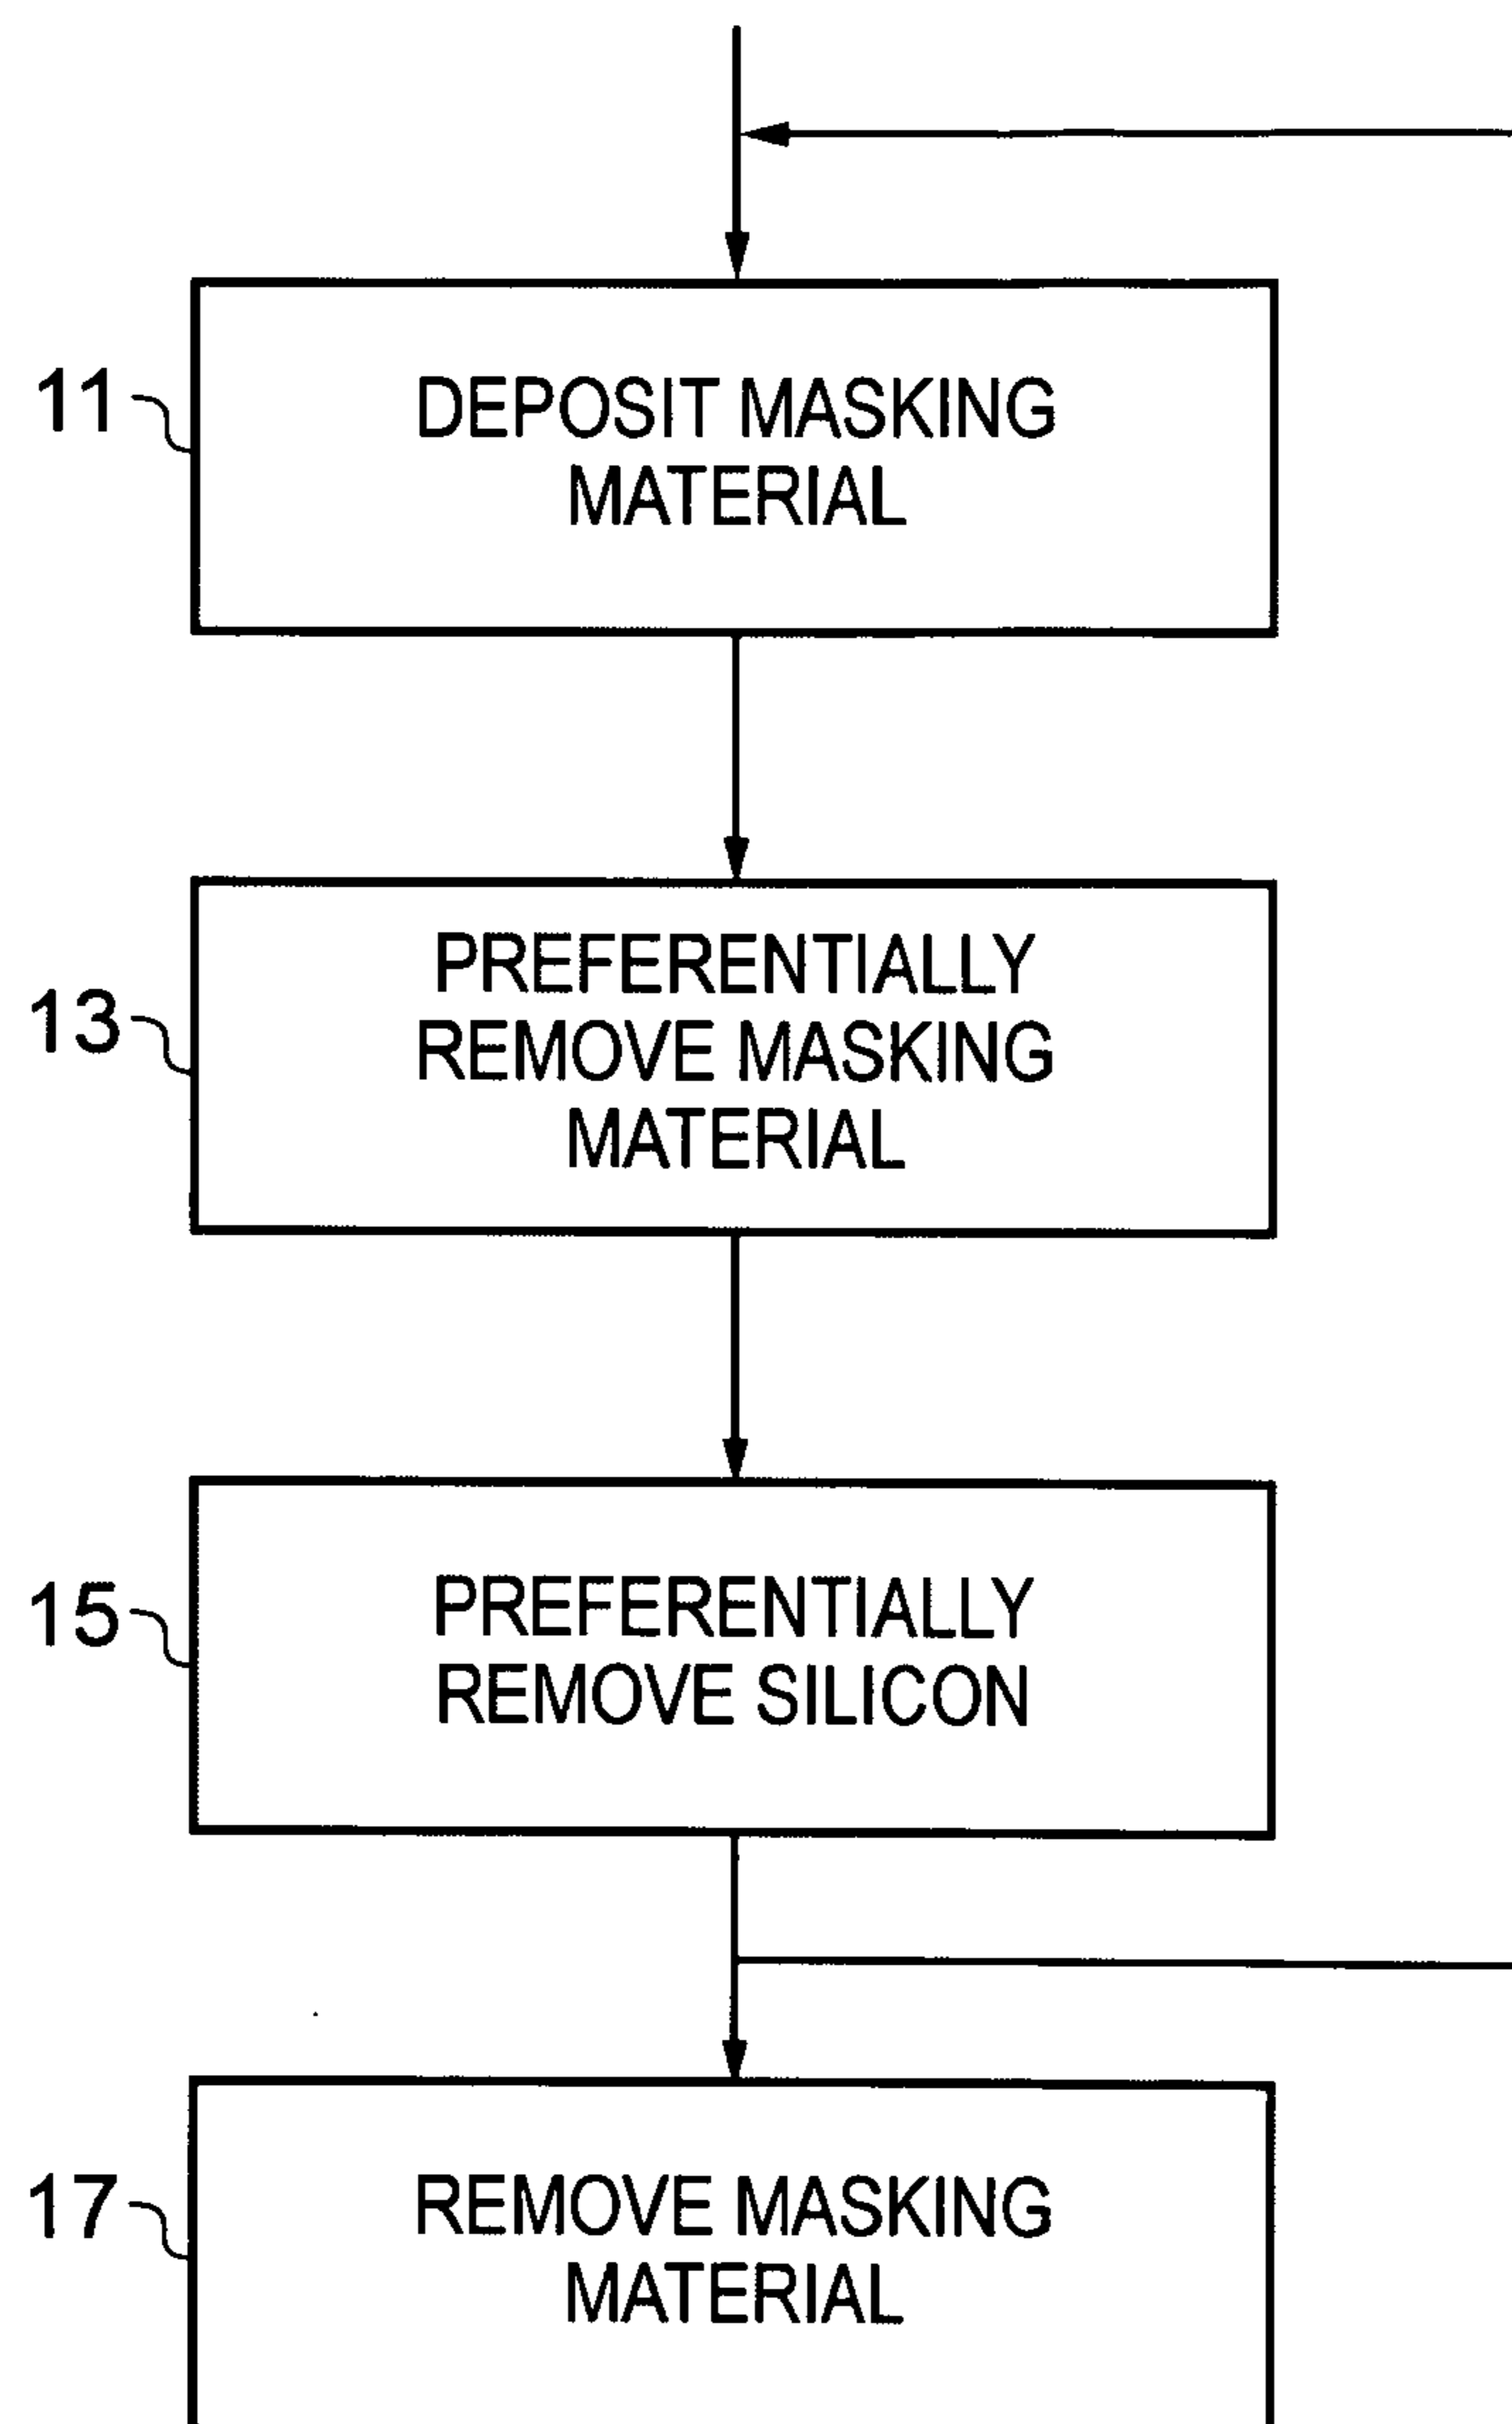 11
DEPOSIT MASKING
MATERIAL
13
PREFERENTIALLY
REMOVE MASKING
MATERIAL
15
PREFERENTIALLY
REMOVE SILICON
17
REMOVE MASKING
MATERIAL